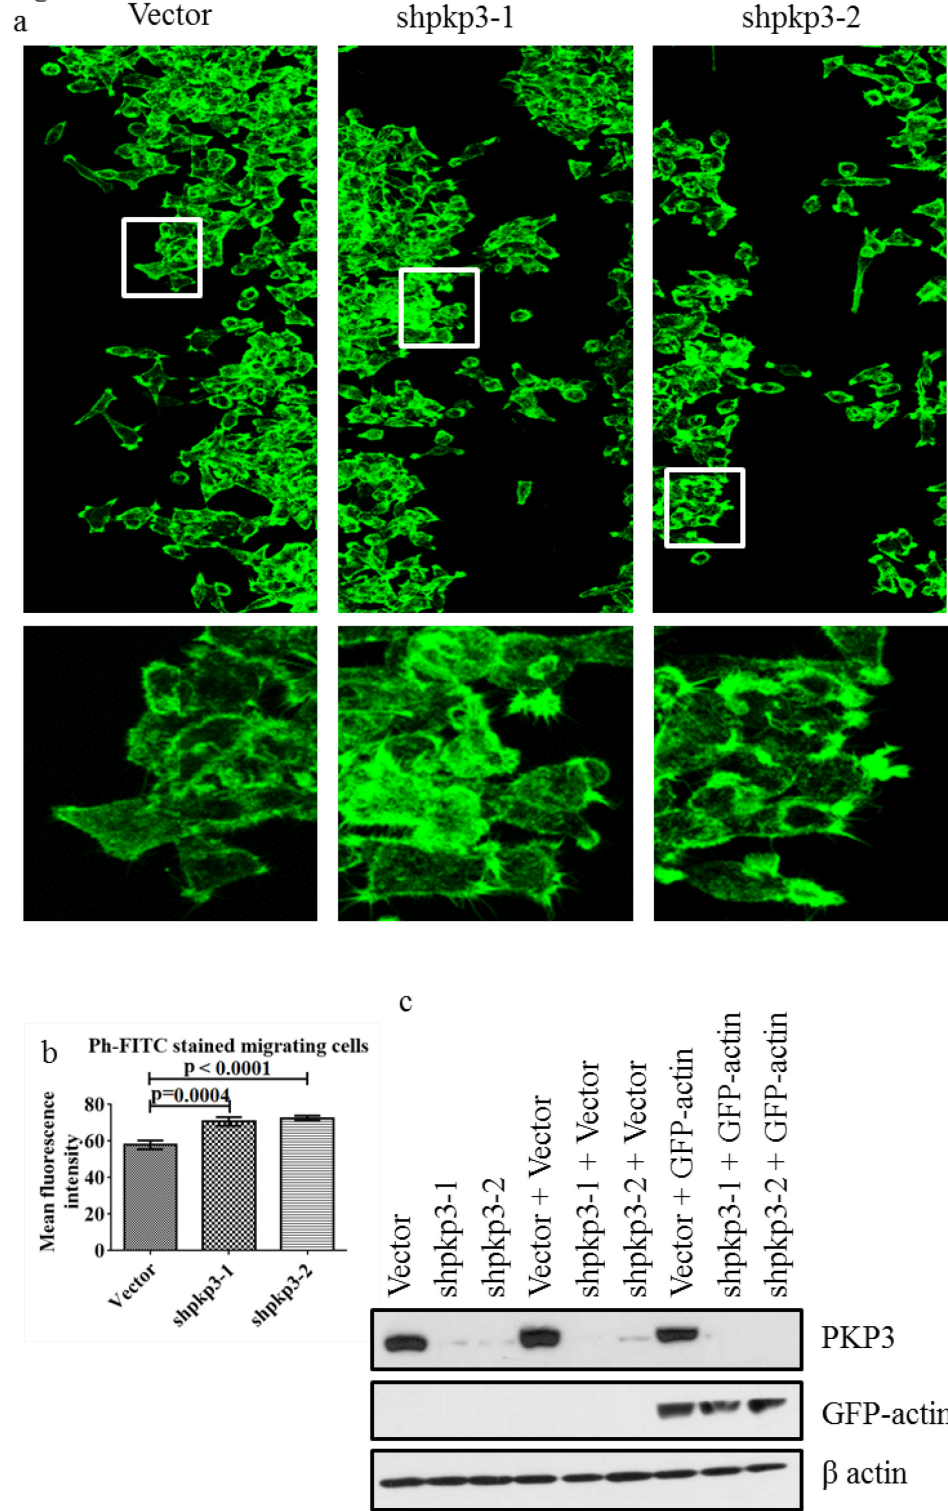 a
Vector
shpkp3-1
shpkp3-2
b
Ph-FITC stained migrating cells
p < 0.0001
p=0.0004
Mean fluorescence
intensity
80
60
40
20
0
Vector
shpkp3-1
shpkp3-2
c
Vector
shpkp3-1
shpkp3-2
Vector + Vector
shpkp3-1 + Vector
shpkp3-2 + Vector
Vector + GFP-actin
shpkp3-1 + GFP-actin
shpkp3-2 + GFP-actin
PKP3
GFP-actin
β actin